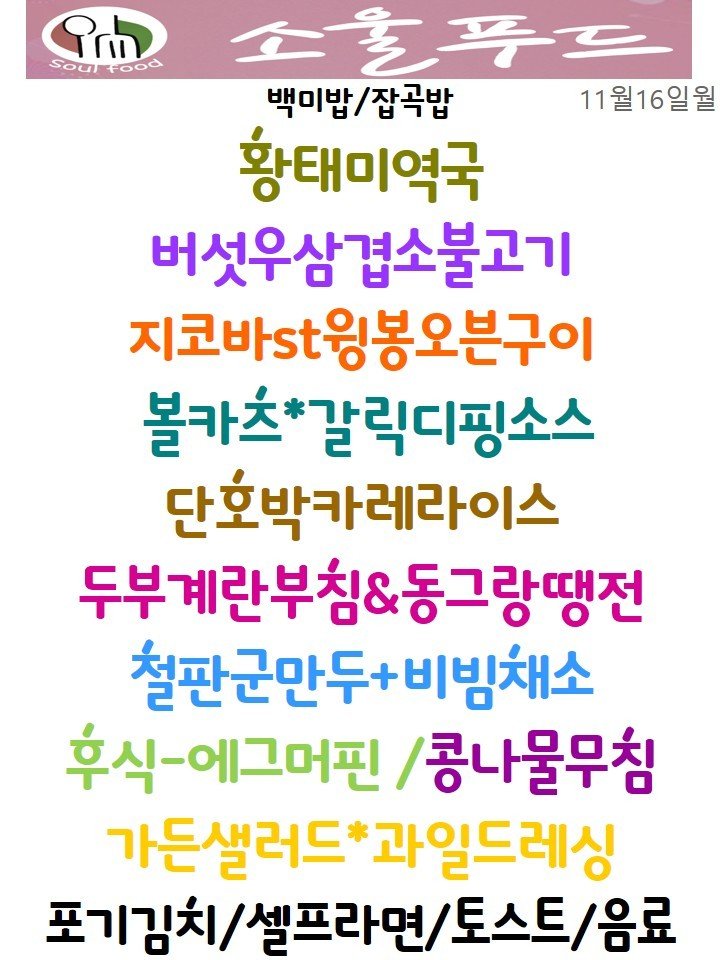 Soul food
소울푸드
백미밥/잡곡밥
11월16일월
황태미역국
버섯우삼겹소불고기
지코바st윙봉오븐구이
볼카츠*갈릭디핑소스
단호박카레라이스
두부계란부침&동그랑땡전
철판군만두+비빔채소
후식-에그머핀 /콩나물무침
가든샐러드*과일드레싱
포기김치/셀프라면/토스트/음료